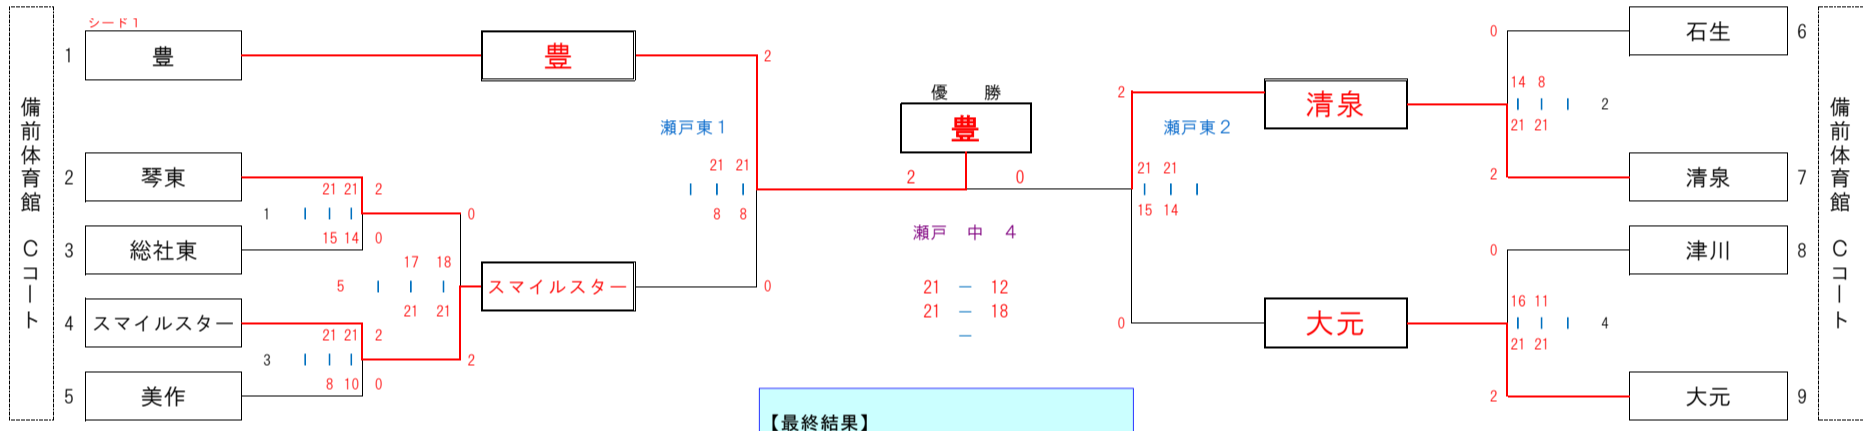 備前体育館　Cコート
シード1
1 豊
2 琴東
3 総社東
4 スマイルスター
5 美作
21 21 2
1
15 14 0
21 21 2
3
8 10 0
0
17 18
5
21 21
2
豊
スマイルスター
2
瀬戸東1
21 21
8 8
0
優　勝
豊
2 0
瀬戸　中　4
21 － 12
21 － 18
－
【最終結果】
2
瀬戸東2
21 21
15 14
0
清泉
大元
0
14 8
2
21 21
2
0
16 11
4
21 21
2
石生 6
清泉 7
津川 8
大元 9
備前体育館　Cコート